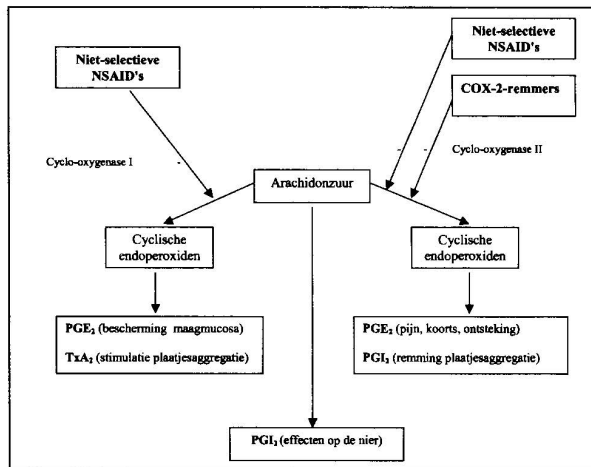 Niet-selectieve
NSAID's
Niet-selectieve
NSAID's
COX-2-remmers
Cyclo-oxygenase I
-
- -
Cyclo-oxygenase II
Arachidonzuur
Cyclische
endoperoxiden
Cyclische
endoperoxiden
PGE₂ (bescherming maagmucosa)
TxA₂ (stimulatie plaatjesaggregatie)
PGE₂ (pijn, koorts, ontsteking)
PGI₂ (remming plaatjesaggregatie)
PGI₂ (effecten op de nier)